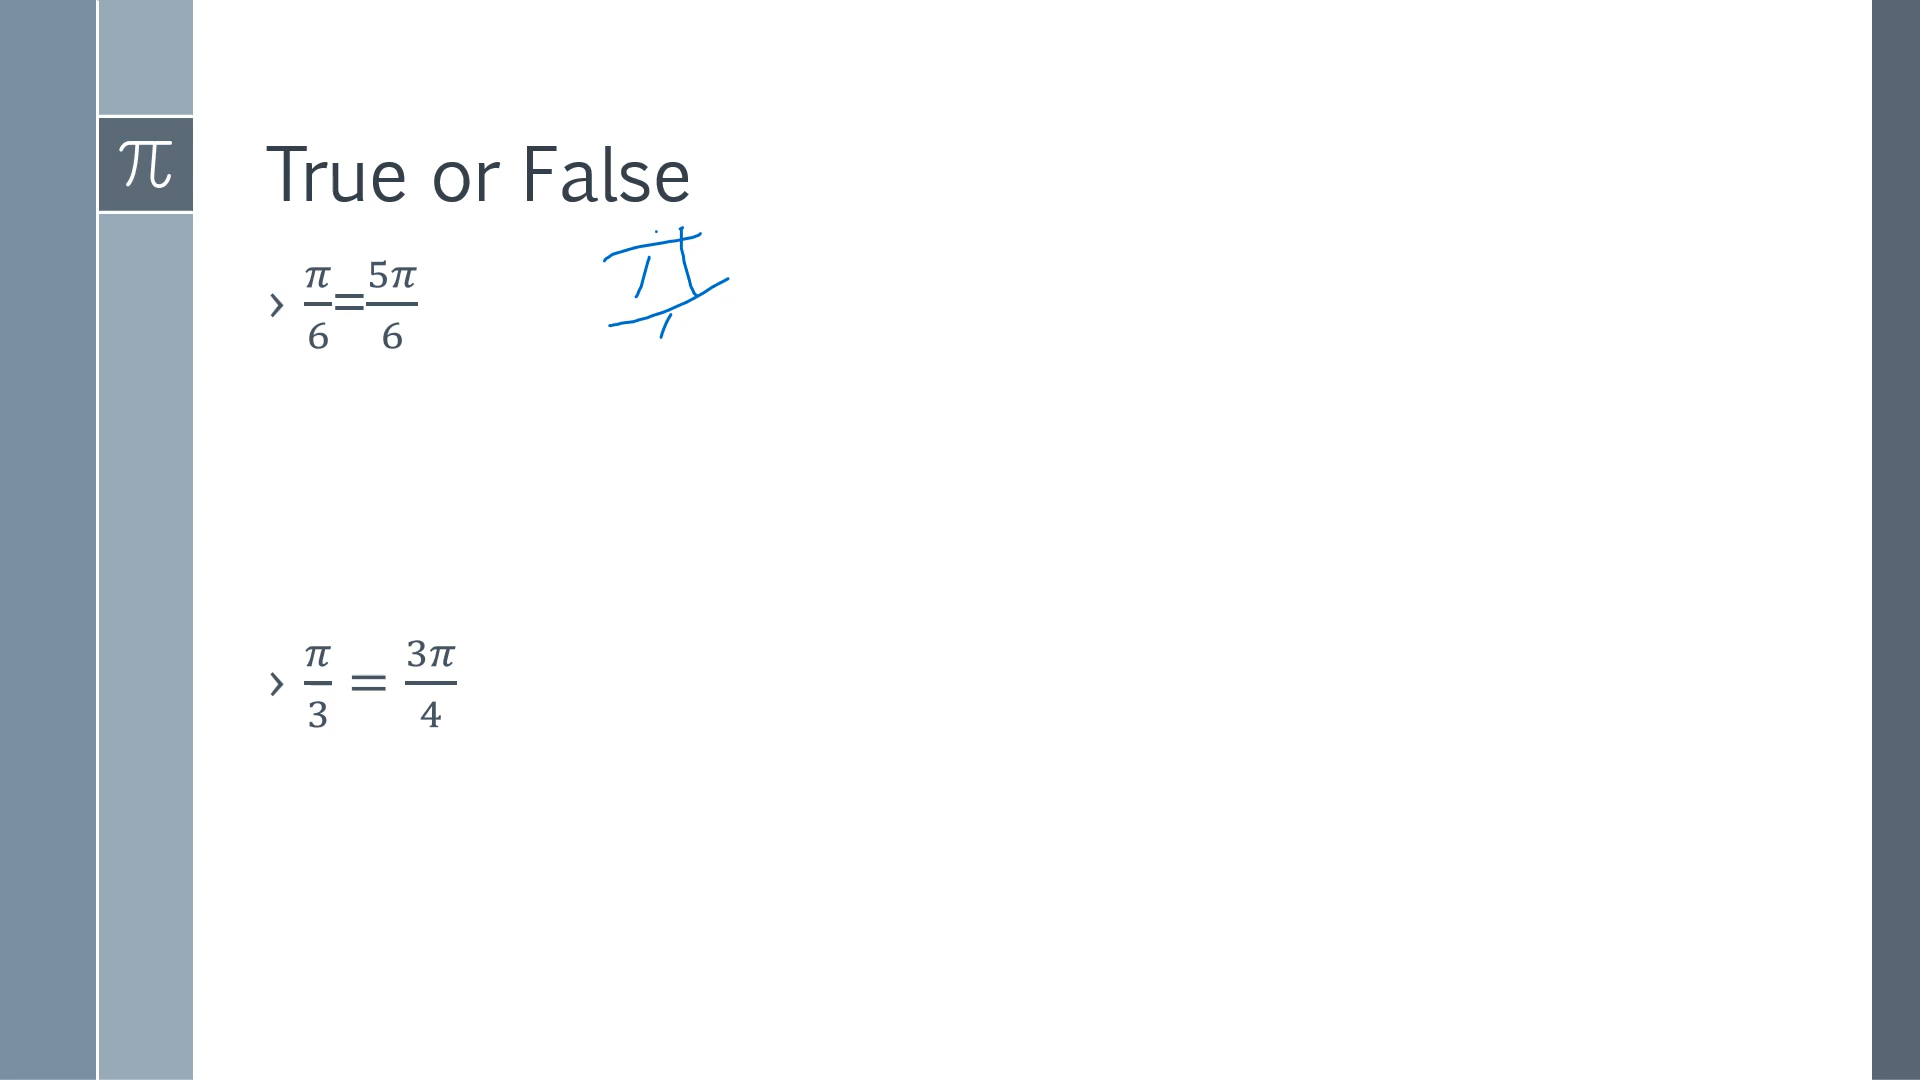 π
True or False
› π/6=5π/6
π
› π/3 = 3π/4